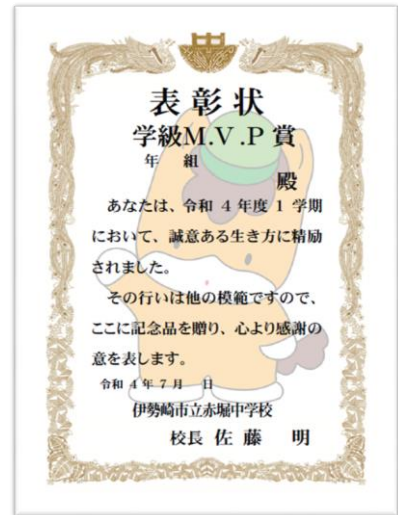 表彰状
学級M.V.P賞
年 組
殿
あなたは、令和4年度1学期
において、誠意ある生き方に精励
されました。
その行いは他の模範ですので、
ここに記念品を贈り、心より感謝の
意を表します。
令和4年7月 日
伊勢崎市立赤堀中学校
校長 佐藤 明